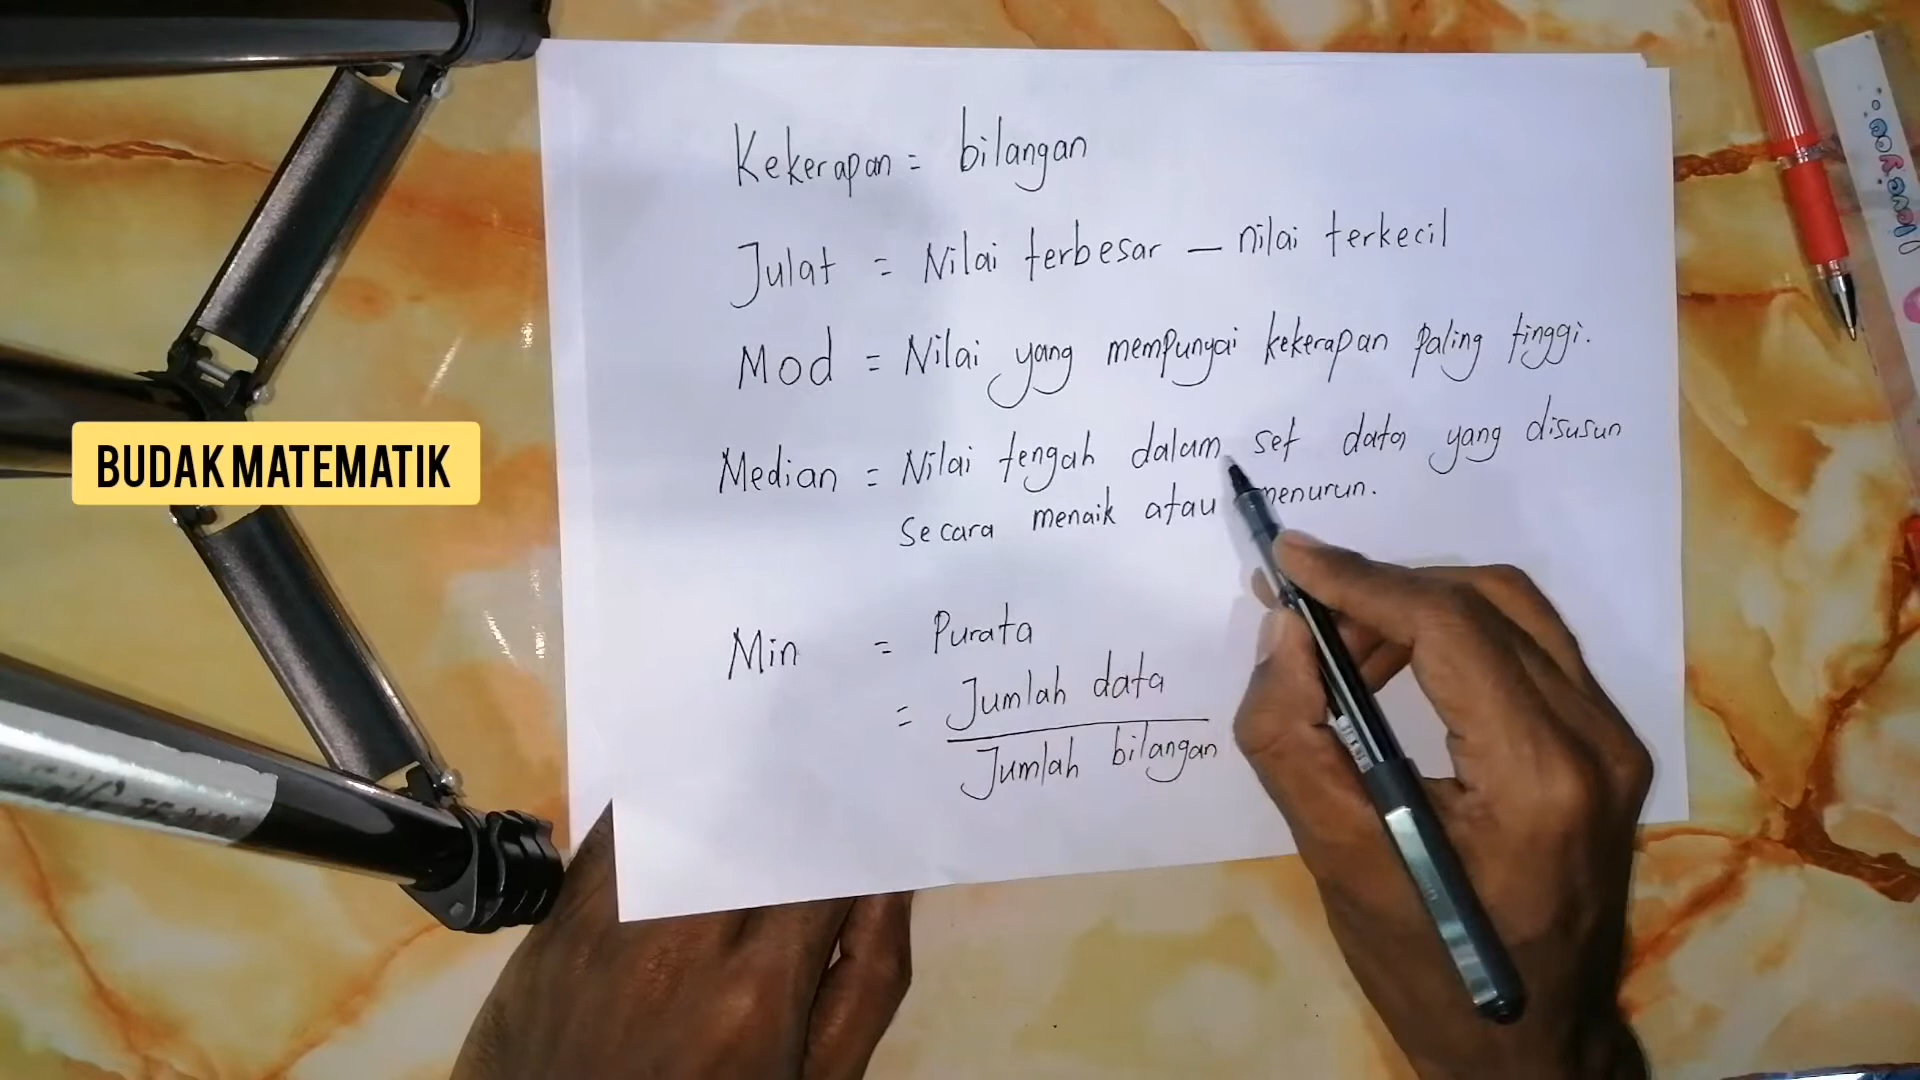 Kekerapan = bilangan
Julat = Nilai terbesar - nilai terkecil
Mod = Nilai yang mempunyai kekerapan paling tinggi.
Median = Nilai tengah dalam set data yang disusun
secara menaik atau menurun.
Min = Purata
= Jumlah data
Jumlah bilangan
BUDAK MATEMATIK